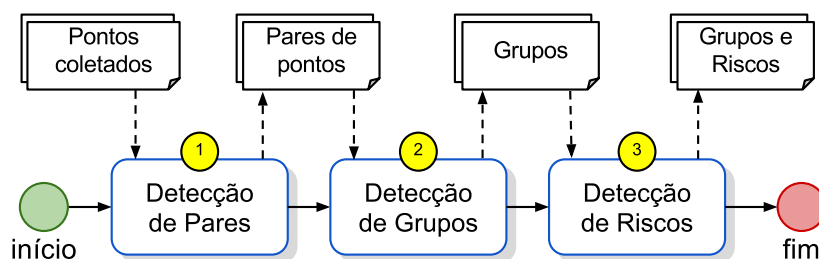 Pontos
coletados
Pares de
pontos
Grupos
Grupos e
Riscos
1
2
3
Detecção
de Pares
Detecção
de Grupos
Detecção
de Riscos
início
fim